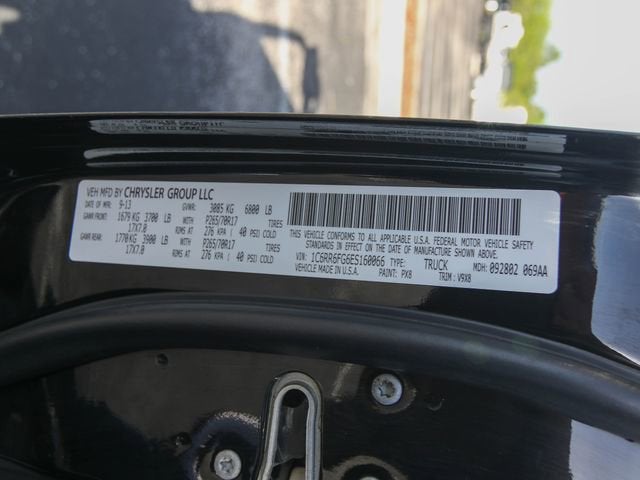 VEH MFD BY CHRYSLER GROUP LLC
DATE OF MFR: 9-13 GVWR: 3085 KG 6800 LB
GAWR FRONT: 1679 KG 3700 LB P265/70R17 TIRES
17X7.0 RIMS AT 276 KPA ( 40 PSI COLD
GAWR REAR: 1770 KG 3900 LB P265/70R17 TIRES
17X7.0 RIMS AT 276 KPA ( 40 PSI COLD
THIS VEHICLE CONFORMS TO ALL APPLICABLE U.S.A. FEDERAL MOTOR VEHICLE
SAFETY STANDARDS IN EFFECT ON THE DATE OF MANUFACTURE SHOWN ABOVE.
VIN: 1C6RR6FG6ES160066 TYPE: TRUCK MDH: 092802 069AA
VEHICLE MADE IN U.S.A. PAINT: PX8 TRIM: V9X8